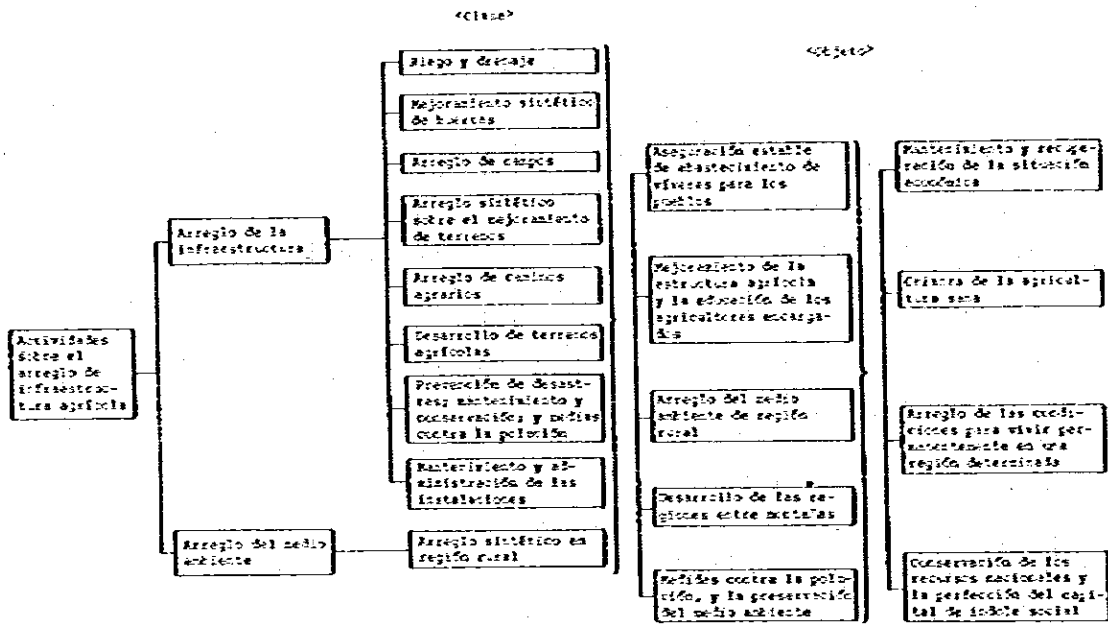 <Clase>
<Objeto>
Riego y drenaje
Mejoramiento sintético
de huertas
Arreglo de campos
Arreglo sintético
sobre el mejoramiento
de terrenos
Arreglo de caminos
agrarios
Desarrollo de terrenos
agrícolas
Prevención de desast-
res; mantenimiento y
conservación; y medias
contra la polución
Mantenimiento y ad-
ministración de las
instalaciones
Arreglo sintético en
región rural
Arreglo de la
infraestructura
Actividades
sobre el
arreglo de
infraestruc-
tura agrícola
Arreglo del medio
ambiente
Aseguración estable
de abastecimiento de
víveres para los
pueblos
Mejoramiento de la
estructura agrícola
y la educación de los
agricultores encarga-
dos
Arreglo del medio
ambiente de región
rural
Desarrollo de las re-
giones entre montañas
Medidas contra la polu-
ción, y la preservación
del medio ambiente
Mantenimiento y recupe-
ración de la situación
económica
Crianza de la agricul-
tura sana
Arreglo de las condi-
ciones para vivir per-
manentemente en una
región determinada
Conservación de los
recursos nacionales y
la perfección del capi-
tal de índole social